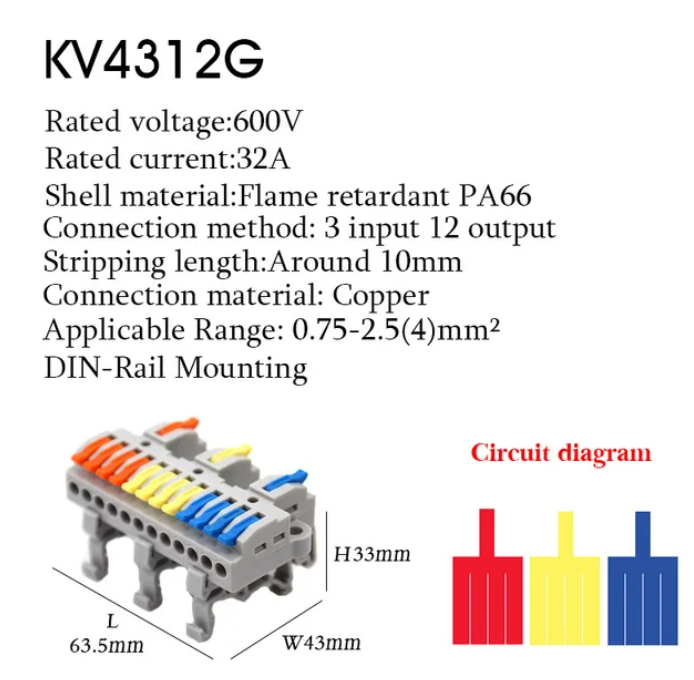 KV4312G
Rated voltage:600V
Rated current:32A
Shell material:Flame retardant PA66
Connection method: 3 input 12 output
Stripping length:Around 10mm
Connection material: Copper
Applicable Range: 0.75-2.5(4)mm²
DIN-Rail Mounting
Circuit diagram
H33mm
L
63.5mm
W43mm